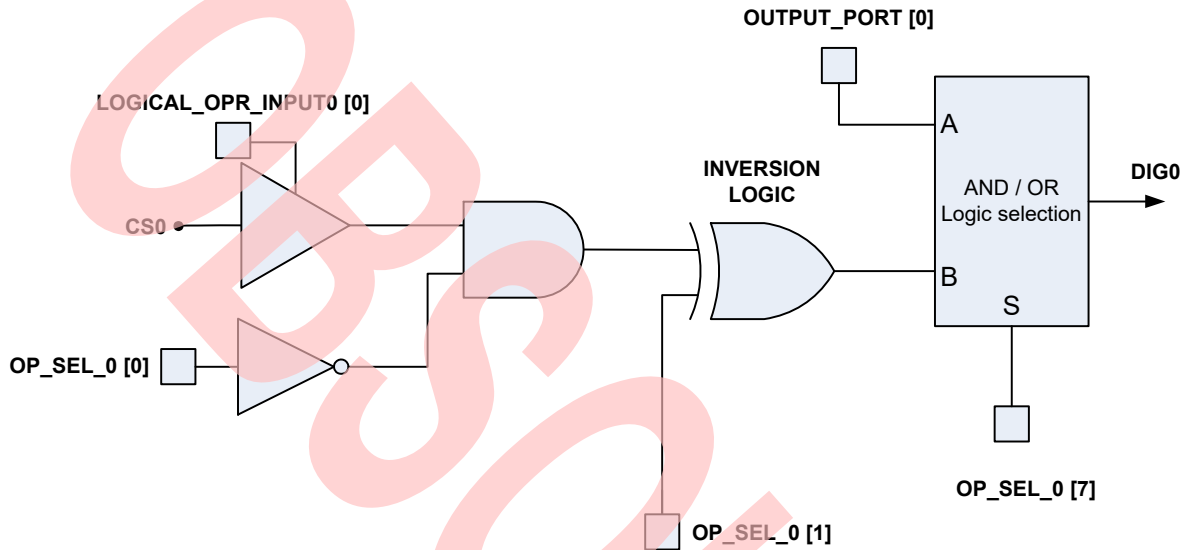 OUTPUT_PORT [0]
LOGICAL_OPR_INPUT0 [0]
A
INVERSION
LOGIC
DIG0
AND / OR
Logic selection
CS0
B
S
OP_SEL_0 [0]
OP_SEL_0 [7]
OP_SEL_0 [1]
OBSO